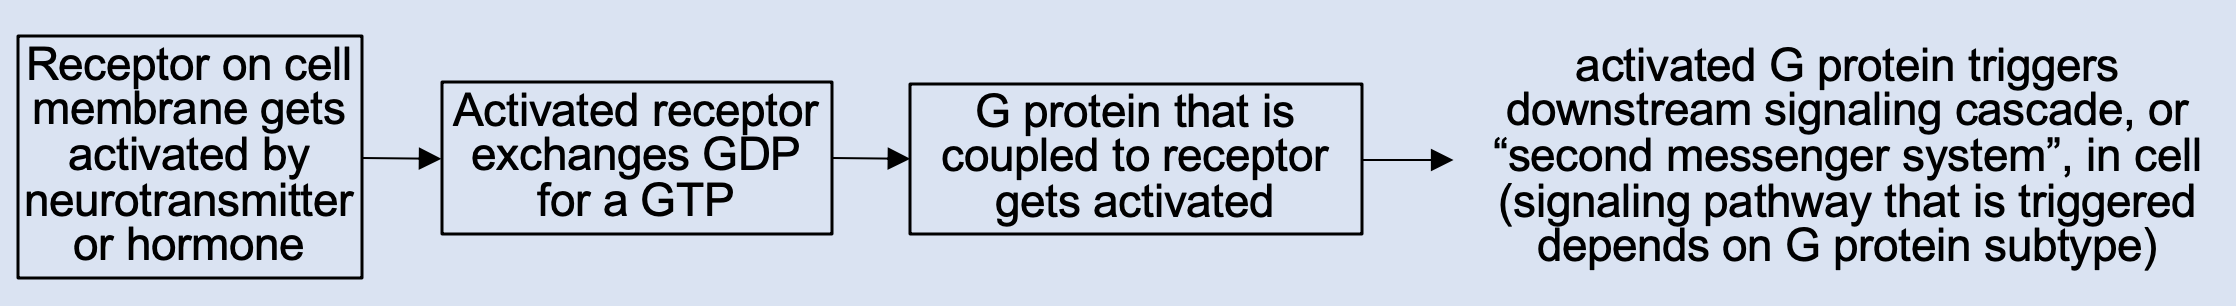 Receptor on cell
membrane gets
activated by
neurotransmitter
or hormone
Activated receptor
exchanges GDP
for a GTP
G protein that is
coupled to receptor
gets activated
activated G protein triggers
downstream signaling cascade, or
“second messenger system”, in cell
(signaling pathway that is triggered
depends on G protein subtype)